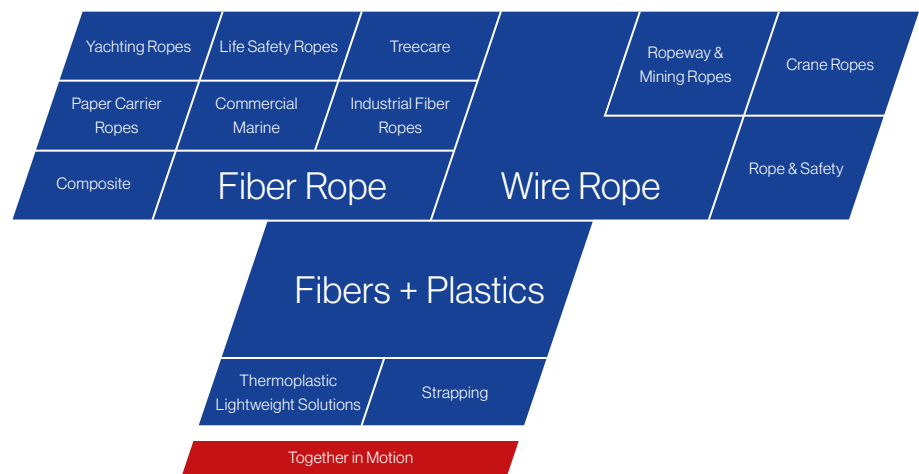 Yachting Ropes
Life Safety Ropes
Treecare
Paper Carrier
Ropes
Commercial
Marine
Industrial Fiber
Ropes
Composite
Fiber Rope
Ropeway &
Mining Ropes
Crane Ropes
Wire Rope
Rope & Safety
Fibers + Plastics
Thermoplastic
Lightweight Solutions
Strapping
Together in Motion